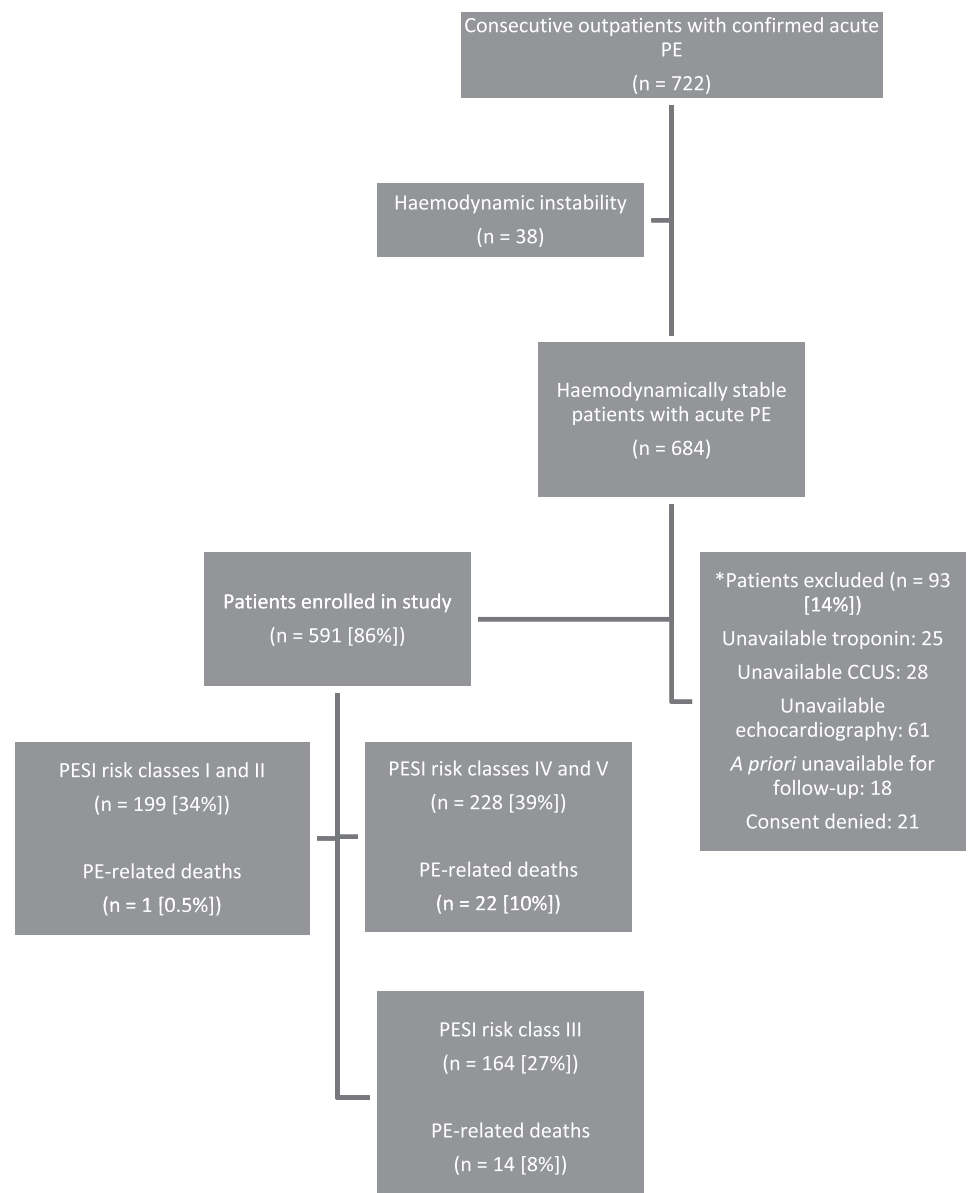 Consecutive outpatients with confirmed acute
PE
(n = 722)
Haemodynamic instability
(n = 38)
Haemodynamically stable
patients with acute PE
(n = 684)
Patients enrolled in study
(n = 591 [86%])
*Patients excluded (n = 93
[14%])
Unavailable troponin: 25
Unavailable CCUS: 28
Unavailable
echocardiography: 61
A priori unavailable for
follow-up: 18
Consent denied: 21
PESI risk classes I and II
(n = 199 [34%])
PE-related deaths
(n = 1 [0.5%])
PESI risk classes IV and V
(n = 228 [39%])
PE-related deaths
(n = 22 [10%])
PESI risk class III
(n = 164 [27%])
PE-related deaths
(n = 14 [8%])